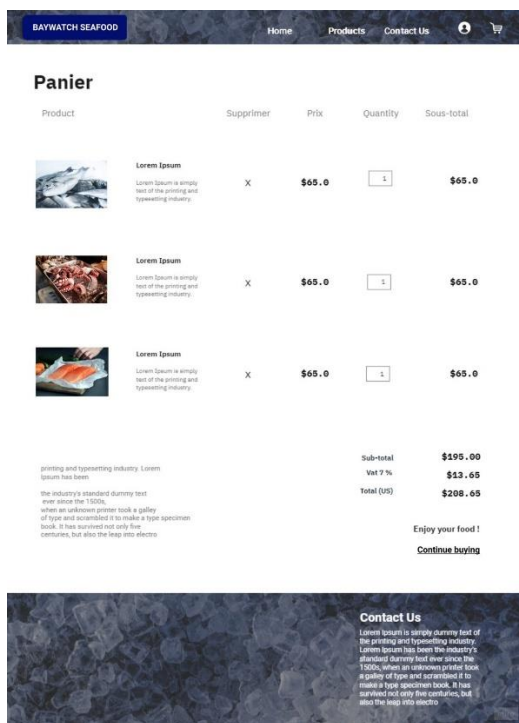 BAYWATCH SEAFOOD
Home Products Contact Us
Panier
Product Supprimer Prix Quantity Sous-total
Lorem Ipsum
Lorem Ipsum is simply
text of the printing and
typesetting industry.
X $65.0 1 $65.0
Lorem Ipsum
Lorem Ipsum is simply
text of the printing and
typesetting industry.
X $65.0 1 $65.0
Lorem Ipsum
Lorem Ipsum is simply
text of the printing and
typesetting industry.
X $65.0 1 $65.0
printing and typesetting industry. Lorem
Ipsum has been
the industry's standard dummy text
ever since the 1500s,
when an unknown printer took a galley
of type and scrambled it to make a type specimen
book. It has survived not only five
centuries, but also the leap into electro
Sub-total $195.00
Vat 7 % $13.65
Total (US) $208.65
Enjoy your food !
Continue buying
Contact Us
Lorem Ipsum is simply dummy text of
the printing and typesetting industry.
Lorem Ipsum has been the industry's
standard dummy text ever since the
1500s, when an unknown printer took
a galley of type and scrambled it to
make a type specimen book. It has
survived not only five centuries, but
also the leap into electro